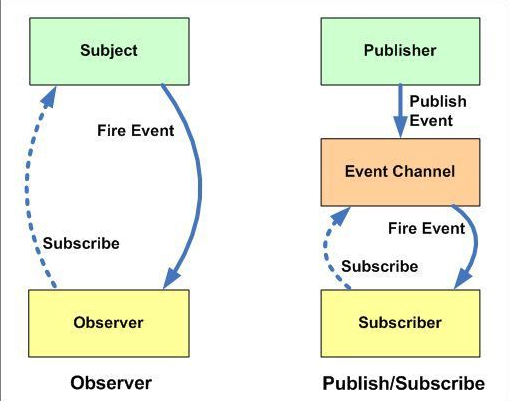 Subject
Fire Event
Subscribe
Observer
Observer
Publisher
Publish
Event
Event Channel
Fire Event
Subscribe
Subscriber
Publish/Subscribe